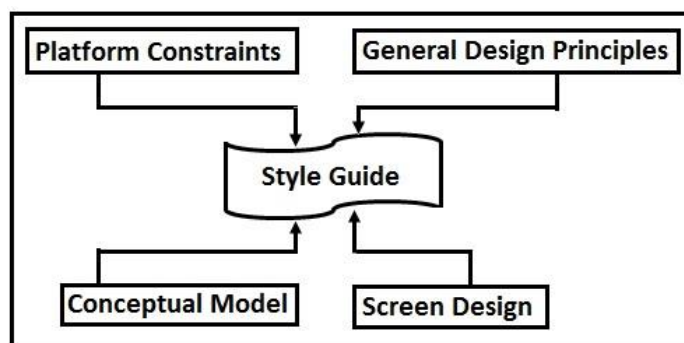 Platform Constraints
General Design Principles
Style Guide
Conceptual Model
Screen Design